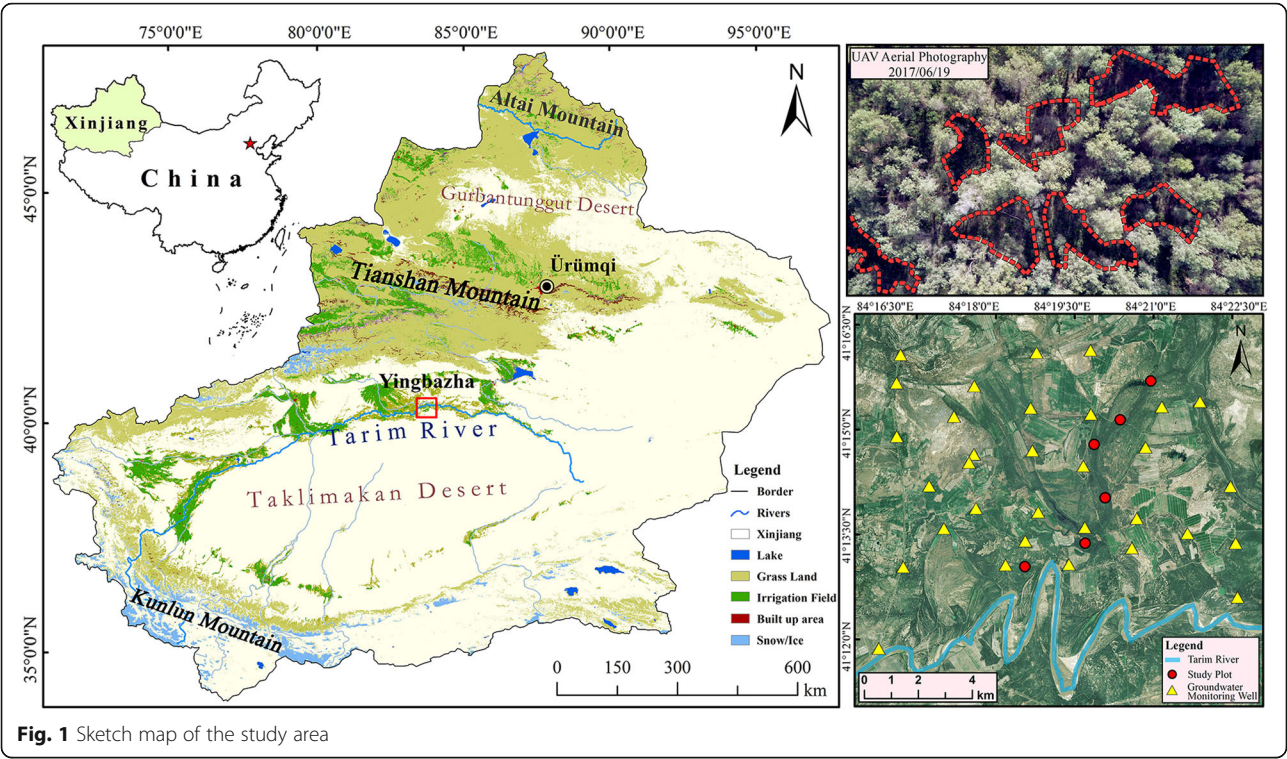 75°0'0"E 80°0'0"E 85°0'0"E 90°0'0"E 95°0'0"E
45°0'0"N
40°0'0"N
35°0'0"N
Xinjiang
China
N
Altai Mountain
Gurbantunggut Desert
Tianshan Mountain
Ürümqi
Yingbazha
Tarim River
Taklimakan Desert
Kunlun Mountain
Legend
Border
Rivers
Xinjiang
Lake
Grass Land
Irrigation Field
Built up area
Snow/Ice
0 150 300 600
km
UAV Aerial Photography
2017/06/19
84°16'30"E 84°18'0"E 84°19'30"E 84°21'0"E 84°22'30"E
41°16'30"N
41°15'0"N
41°13'30"N
41°12'0"N
N
Legend
Tarim River
Study Plot
Groundwater
Monitoring Well
0 1 2 4
km
Fig. 1 Sketch map of the study area